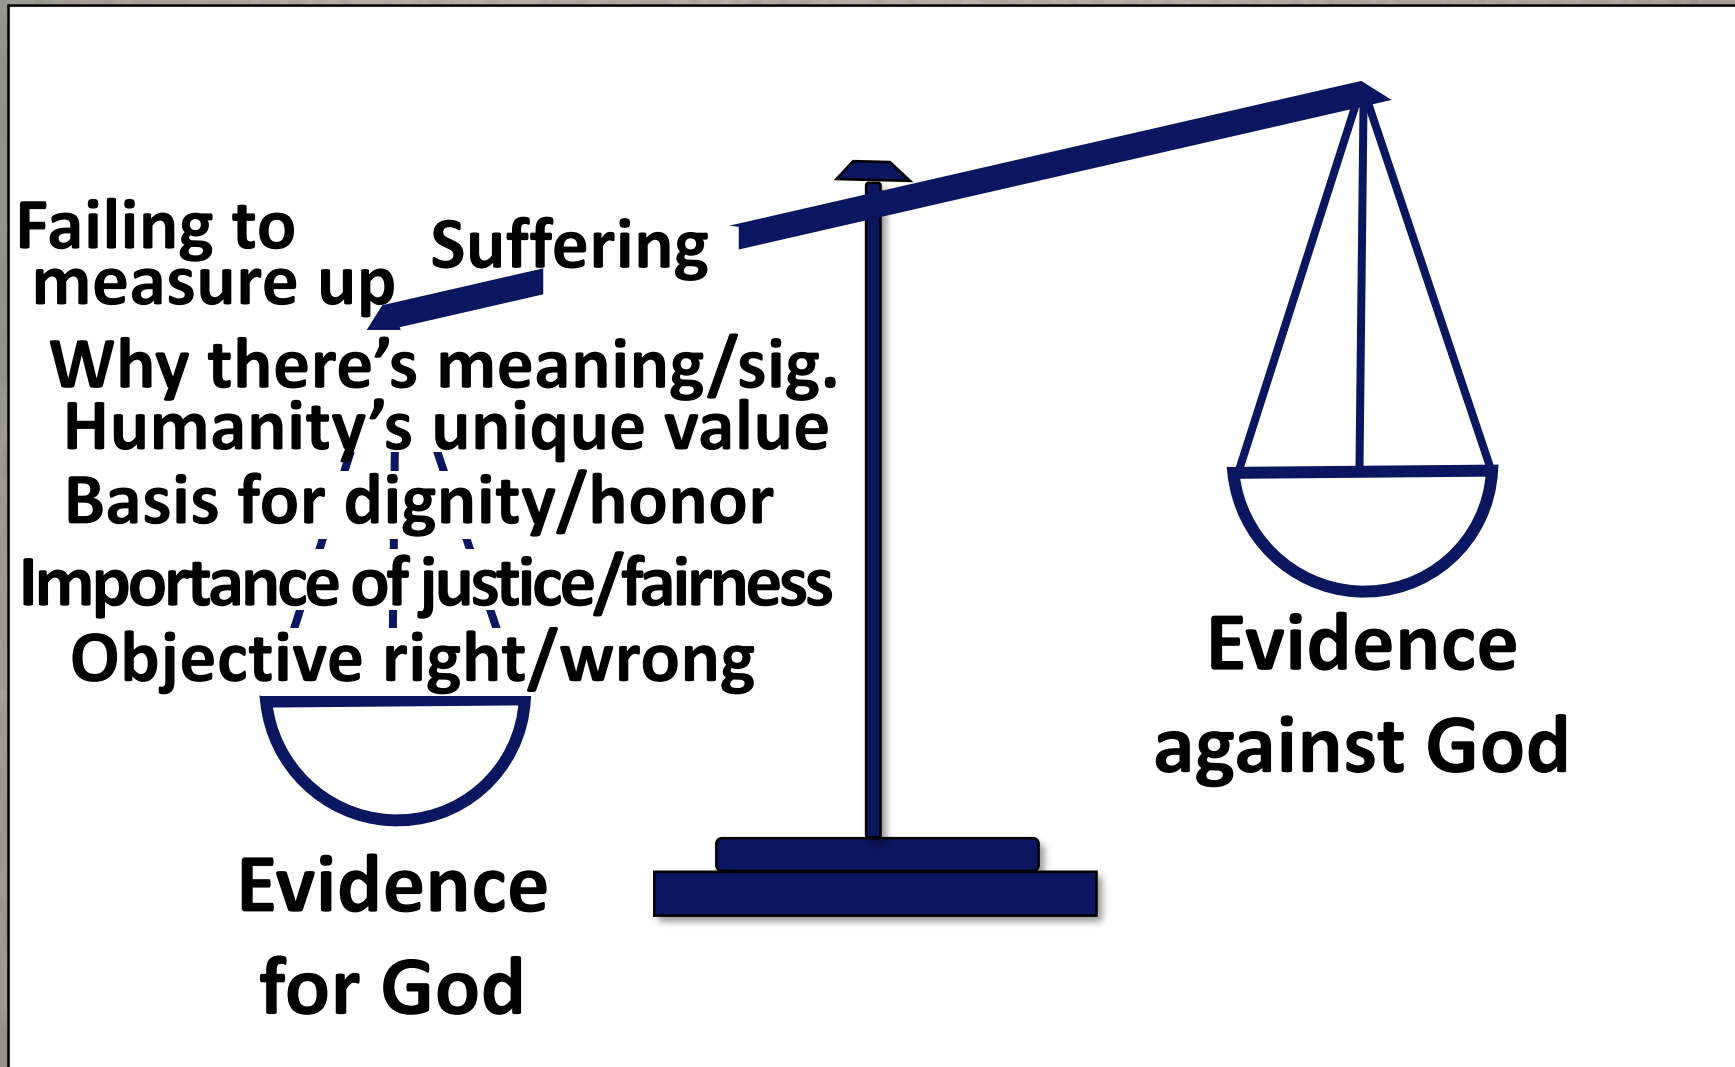 Failing to
measure up
Suffering
Why there’s meaning/sig.
Humanity’s unique value
Basis for dignity/honor
Importance of justice/fairness
Objective right/wrong
Evidence
for God
Evidence
against God